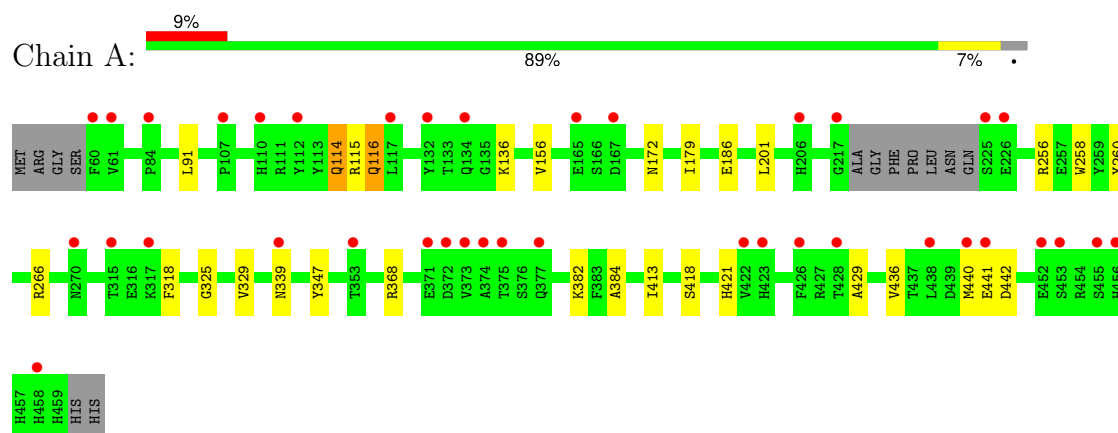 9%
Chain A:
89% 7% •
MET ARG GLY SER F60 V61 P84 L91 P107 H110 R111 Y112 Y113 Q114 R115 Q116 L117 Y132 T133 Q134 G135 K136 V156 E165 S166 D167 N172 I179 E186 L201 H206 G217 ALA GLY PHE PRO LEU ASN GLN S225 E226 R256 E257 W258 Y259 Y260
R266 N270 T315 E316 K317 F318 G325 V329 N339 Y347 T353 R368 E371 D372 V373 A374 T375 S376 Q377 K382 F383 A384 I413 S418 H421 V422 H423 F426 R427 T428 A429 V436 T437 L438 D439 M440 E441 D442 E452 S453 R454 S455 H456
H457 H458 H459 HIS HIS